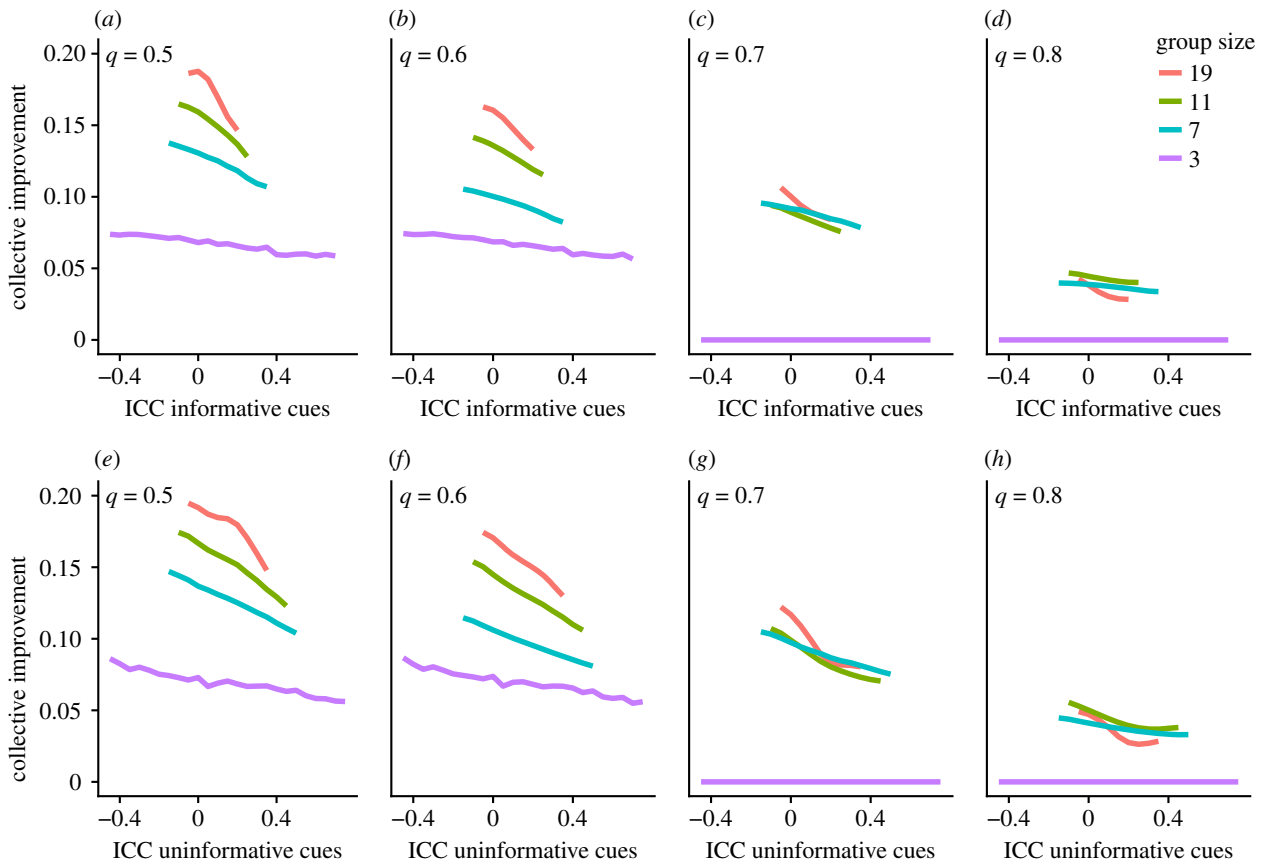 (a) (b) (c) (d)
q = 0.5 q = 0.6 q = 0.7 q = 0.8
group size
19
11
7
3
collective improvement
0.20
0.15
0.10
0.05
0
−0.4 0 0.4 −0.4 0 0.4 −0.4 0 0.4 −0.4 0 0.4
ICC informative cues ICC informative cues ICC informative cues ICC informative cues
(e) (f) (g) (h)
q = 0.5 q = 0.6 q = 0.7 q = 0.8
collective improvement
0.20
0.15
0.10
0.05
0
−0.4 0 0.4 −0.4 0 0.4 −0.4 0 0.4 −0.4 0 0.4
ICC uninformative cues ICC uninformative cues ICC uninformative cues ICC uninformative cues